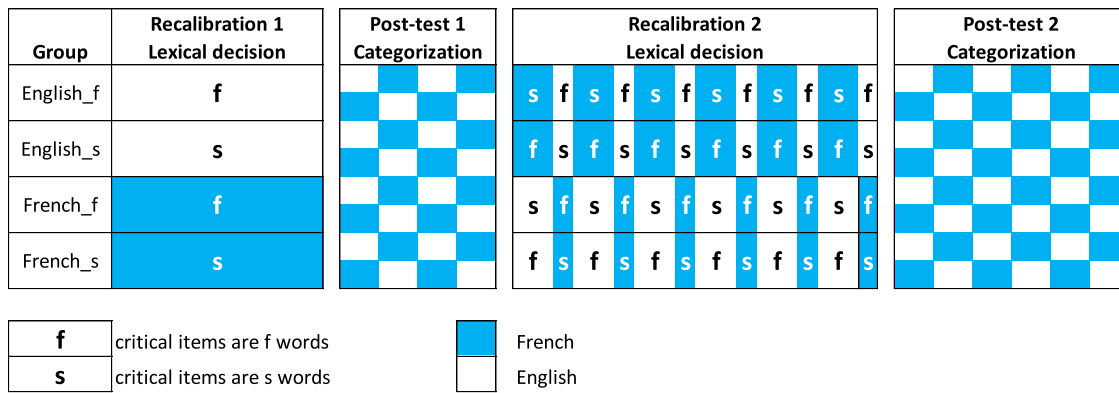 Group Recalibration 1 Lexical decision Post-test 1 Categorization Recalibration 2 Lexical decision Post-test 2 Categorization
English_f f s f s f s f s f s f s f
English_s s f s f s f s f s f s f s
French_f f s f s f s f s f s f s f
French_s s f s f s f s f s f s f s
f critical items are f words French
s critical items are s words English